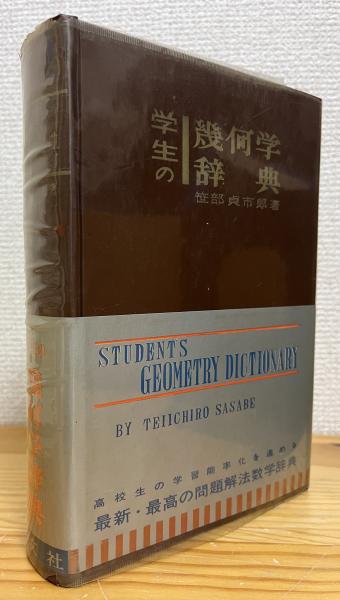 学生の
幾何学
辞典
笹部貞市郎著
STUDENTS
GEOMETRY DICTIONARY
BY TEIICHIRO SASABE
高校生の学習能率化を進める
最新・最高の問題解法数学辞典
社